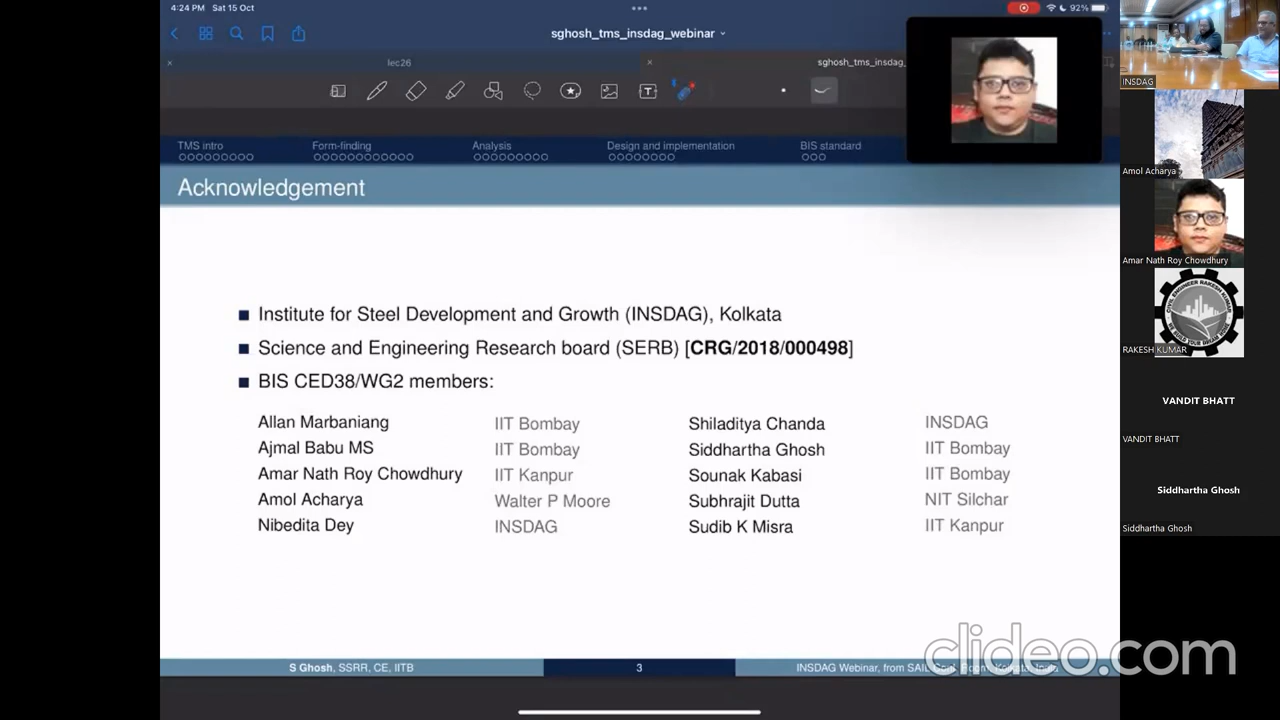 4:24 PM Sat 15 Oct
92%
sghosh_tms_insdag_webinar
lec26
sghosh_tms_insdag_
TMS intro
Form-finding
Analysis
Design and implementation
BIS standard
Acknowledgement
Institute for Steel Development and Growth (INSDAG), Kolkata
Science and Engineering Research board (SERB) [CRG/2018/000498]
BIS CED38/WG2 members:
Allan Marbaniang IIT Bombay Shiladitya Chanda INSDAG
Ajmal Babu MS IIT Bombay Siddhartha Ghosh IIT Bombay
Amar Nath Roy Chowdhury IIT Kanpur Sounak Kabasi IIT Bombay
Amol Acharya Walter P Moore Subhrajit Dutta NIT Silchar
Nibedita Dey INSDAG Sudib K Misra IIT Kanpur
S Ghosh, SSRR, CE, IITB
3
INSDAG Webinar, from SAIL Conf. Room, Kolkata, India
clideo.com
INSDAG
Amol Acharya
Amar Nath Roy Chowdhury
RAKESH KUMAR
VANDIT BHATT
VANDIT BHATT
Siddhartha Ghosh
Siddhartha Ghosh